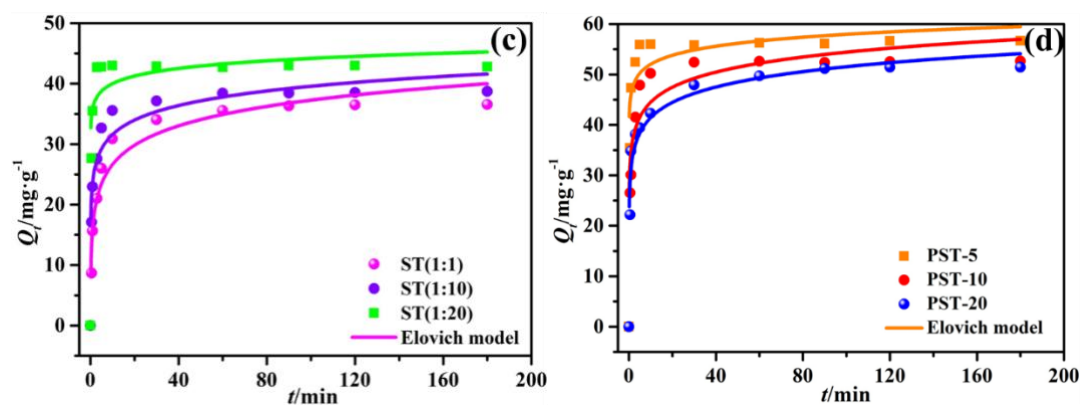 (c)
50
40
30
20
10
0
Qt/mg·g-1
ST(1:1)
ST(1:10)
ST(1:20)
Elovich model
0 40 80 120 160 200
t/min
(d)
60
50
40
30
20
10
0
Qt/mg·g-1
PST-5
PST-10
PST-20
Elovich model
0 40 80 120 160 200
t/min